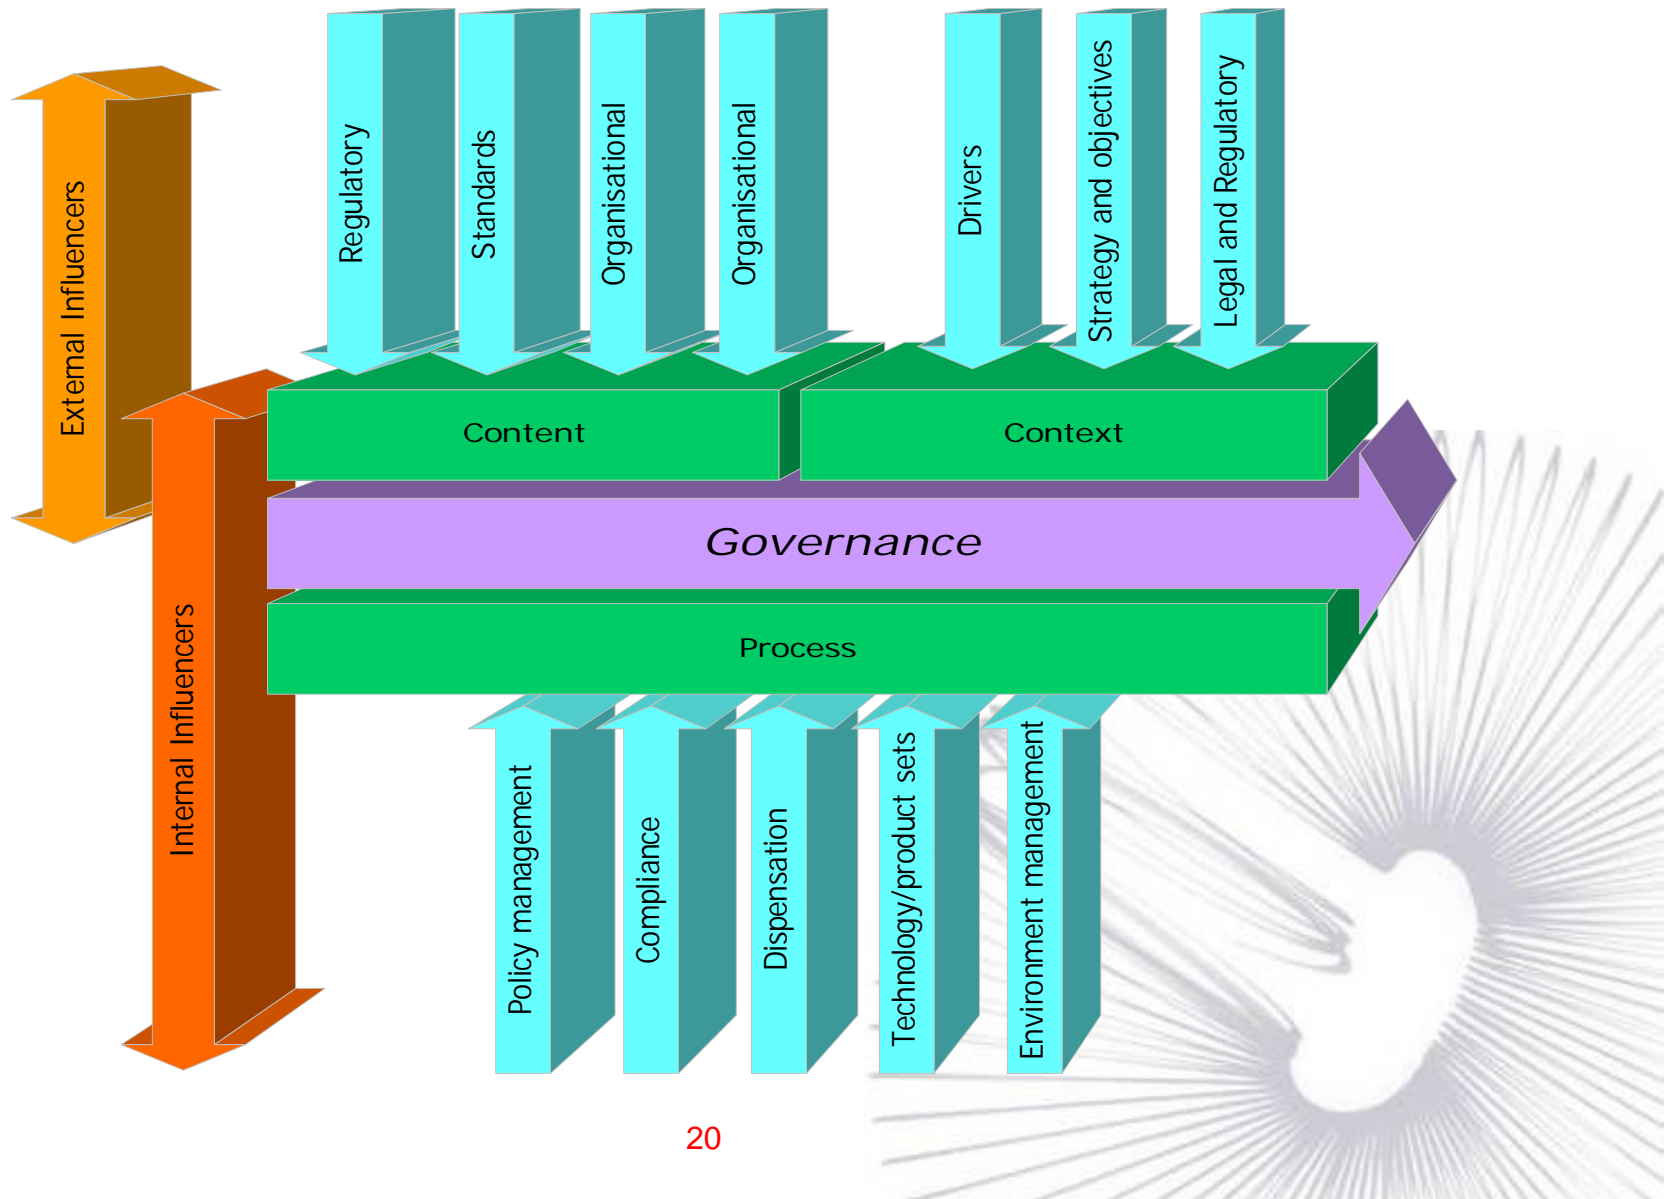 External Influencers
Internal Influencers
Regulatory
Standards
Organisational
Organisational
Drivers
Strategy and objectives
Legal and Regulatory
Content
Context
Governance
Process
Policy management
Compliance
Dispensation
Technology/product sets
Environment management
20